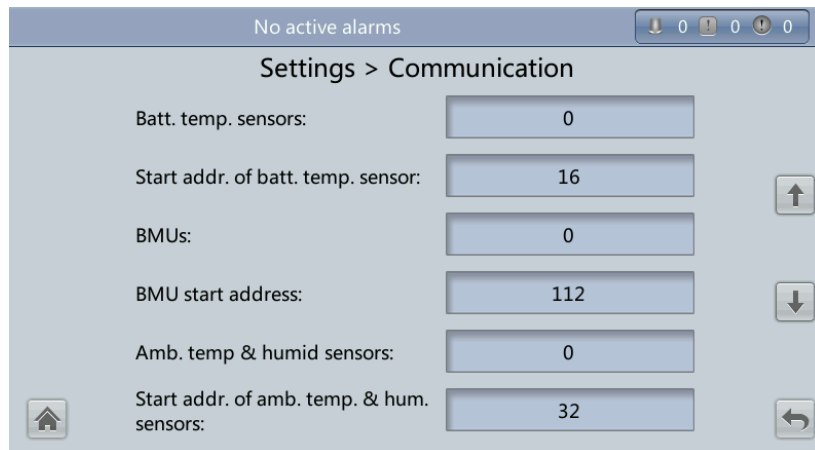 No active alarms
0 0 0
Settings > Communication
Batt. temp. sensors: 0
Start addr. of batt. temp. sensor: 16
BMUs: 0
BMU start address: 112
Amb. temp & humid sensors: 0
Start addr. of amb. temp. & hum.
sensors: 32